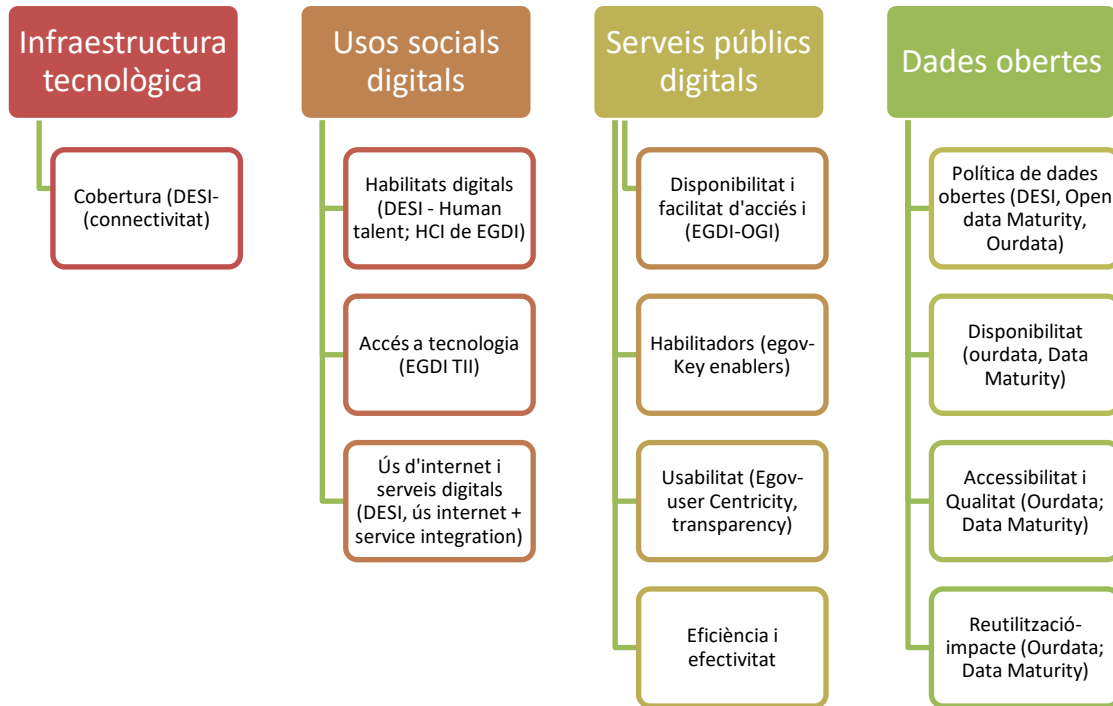 Infraestructura
tecnològica
Cobertura (DESI-
(connectivitat)
Usos socials
digitals
Habilitats digitals
(DESI - Human
talent; HCI de EGDI)
Accés a tecnologia
(EGDI TII)
Ús d'internet i
serveis digitals
(DESI, ús internet +
service integration)
Serveis públics
digitals
Disponibilitat i
facilitat d'acciés i
(EGDI-OGI)
Habilitadors (egov-
Key enablers)
Usabilitat (Egov-
user Centricity,
transparency)
Eficiència i
efectivitat
Dades obertes
Política de dades
obertes (DESI, Open
data Maturity,
Ourdata)
Disponibilitat
(ourdata, Data
Maturity)
Accessibilitat i
Qualitat (Ourdata;
Data Maturity)
Reutilització-
impacte (Ourdata;
Data Maturity)